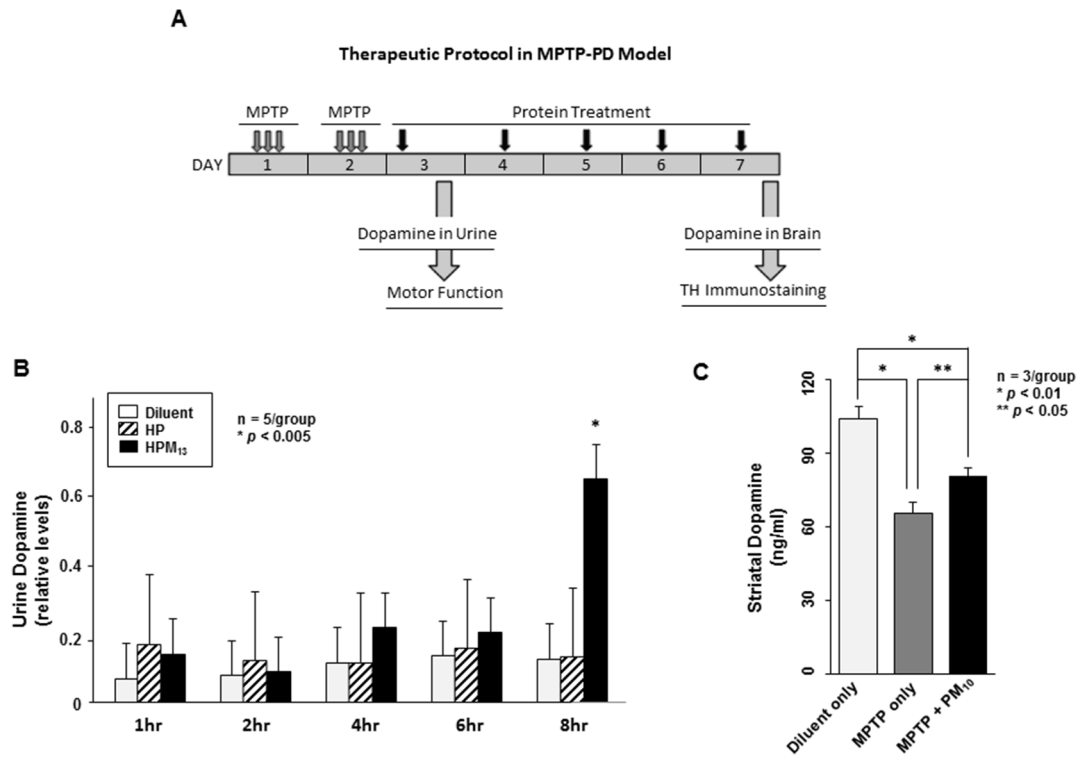 A
Therapeutic Protocol in MPTP-PD Model
MPTP MPTP Protein Treatment
DAY 1 2 3 4 5 6 7
Dopamine in Urine Dopamine in Brain
Motor Function TH Immunostaining
B
Diluent
HP
HPM₁₃
n = 5/group
* p < 0.005
*
Urine Dopamine
(relative levels)
0.8
0.6
0.4
0.2
0
1hr 2hr 4hr 6hr 8hr
C
*
* **
n = 3/group
* p < 0.01
** p < 0.05
Striatal Dopamine
(ng/ml)
120
90
60
30
0
Diluent only
MPTP only
MPTP + PM₁₀